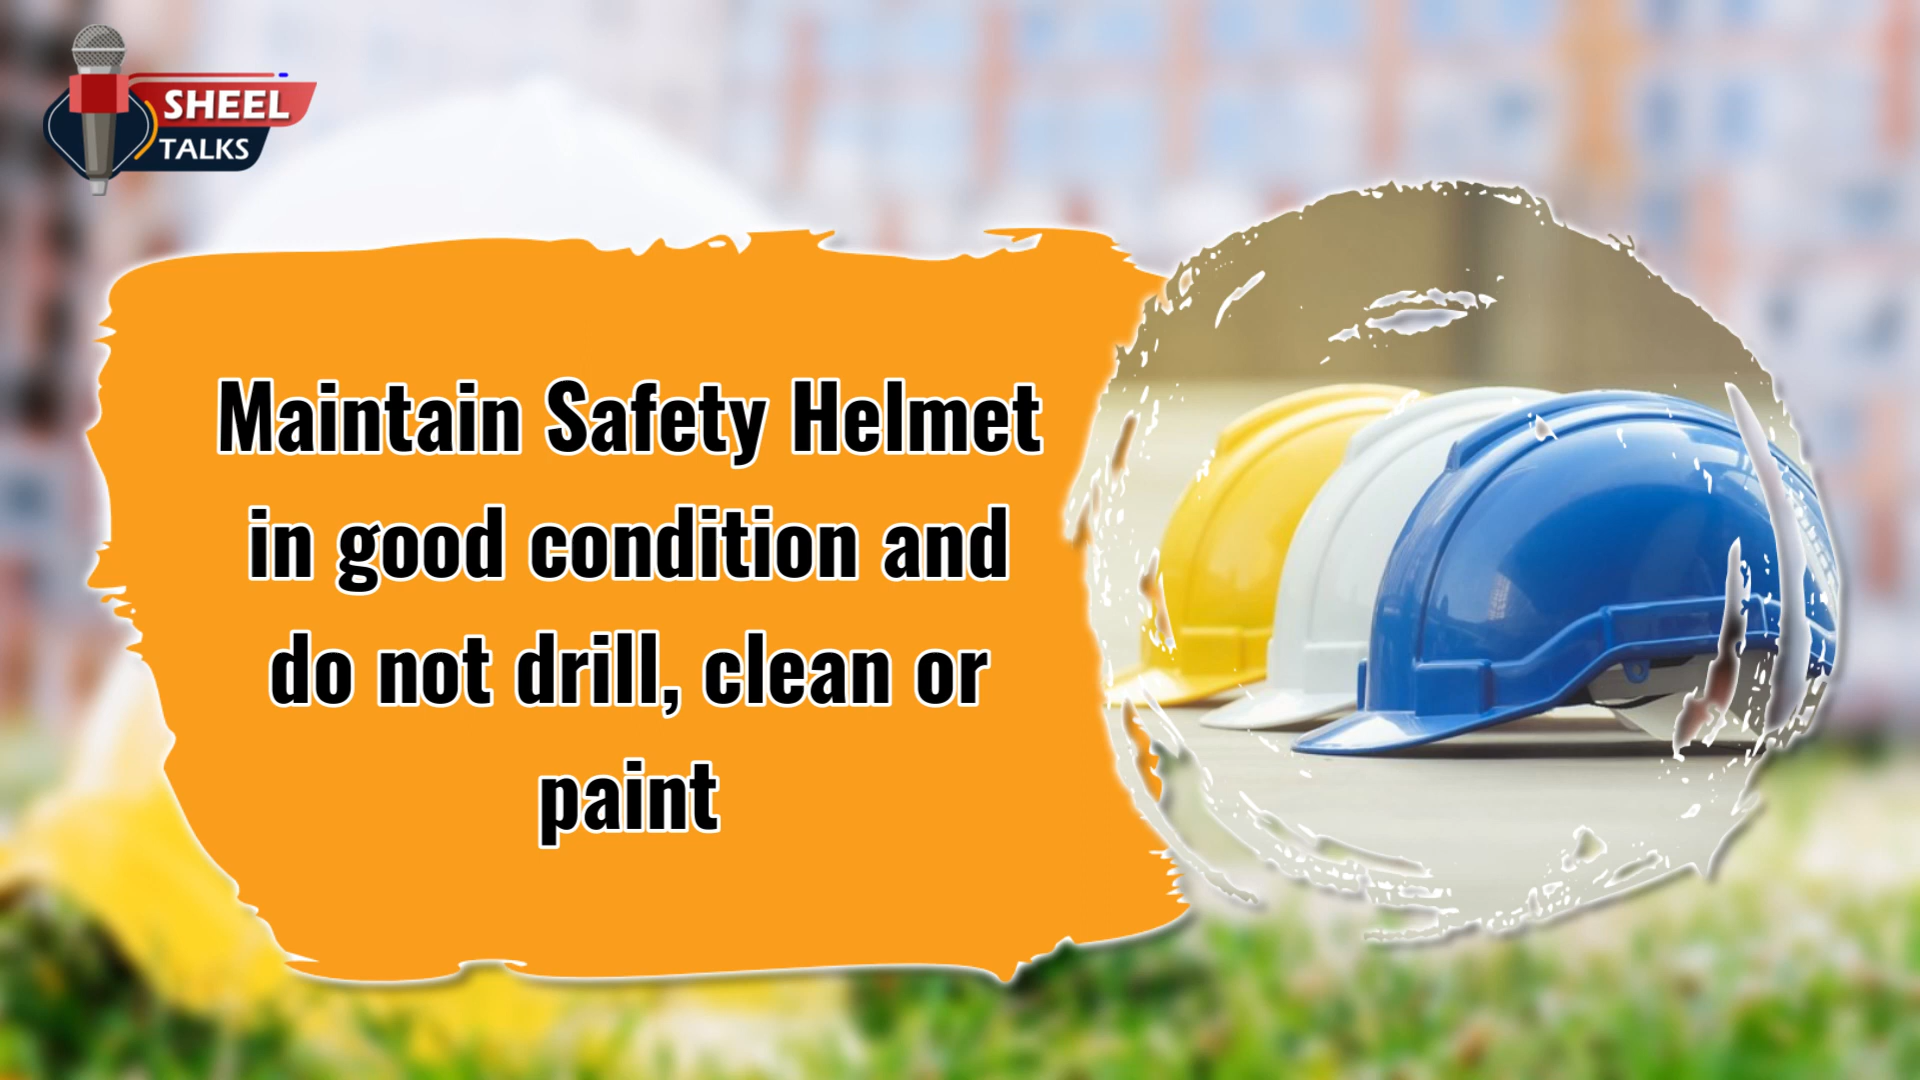 SHEEL
TALKS
Maintain Safety Helmet
in good condition and
do not drill, clean or
paint